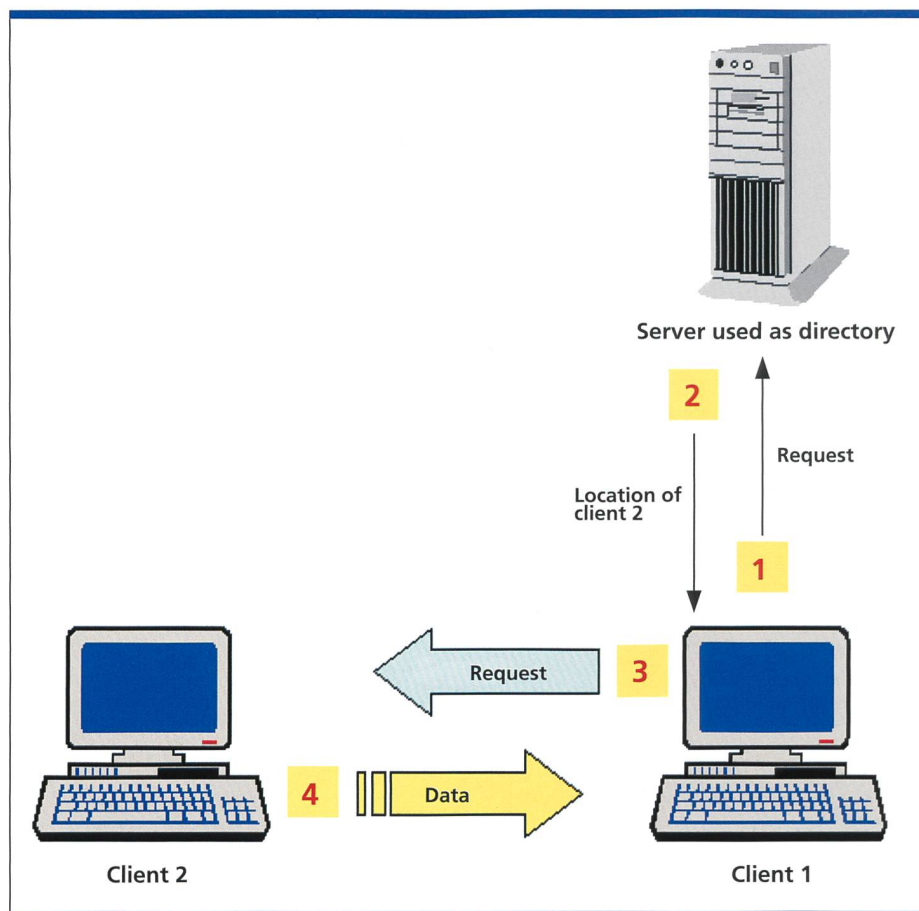 Server used as directory
2
Request
Location of
client 2
1
Request
3
4
Data
Client 2
Client 1